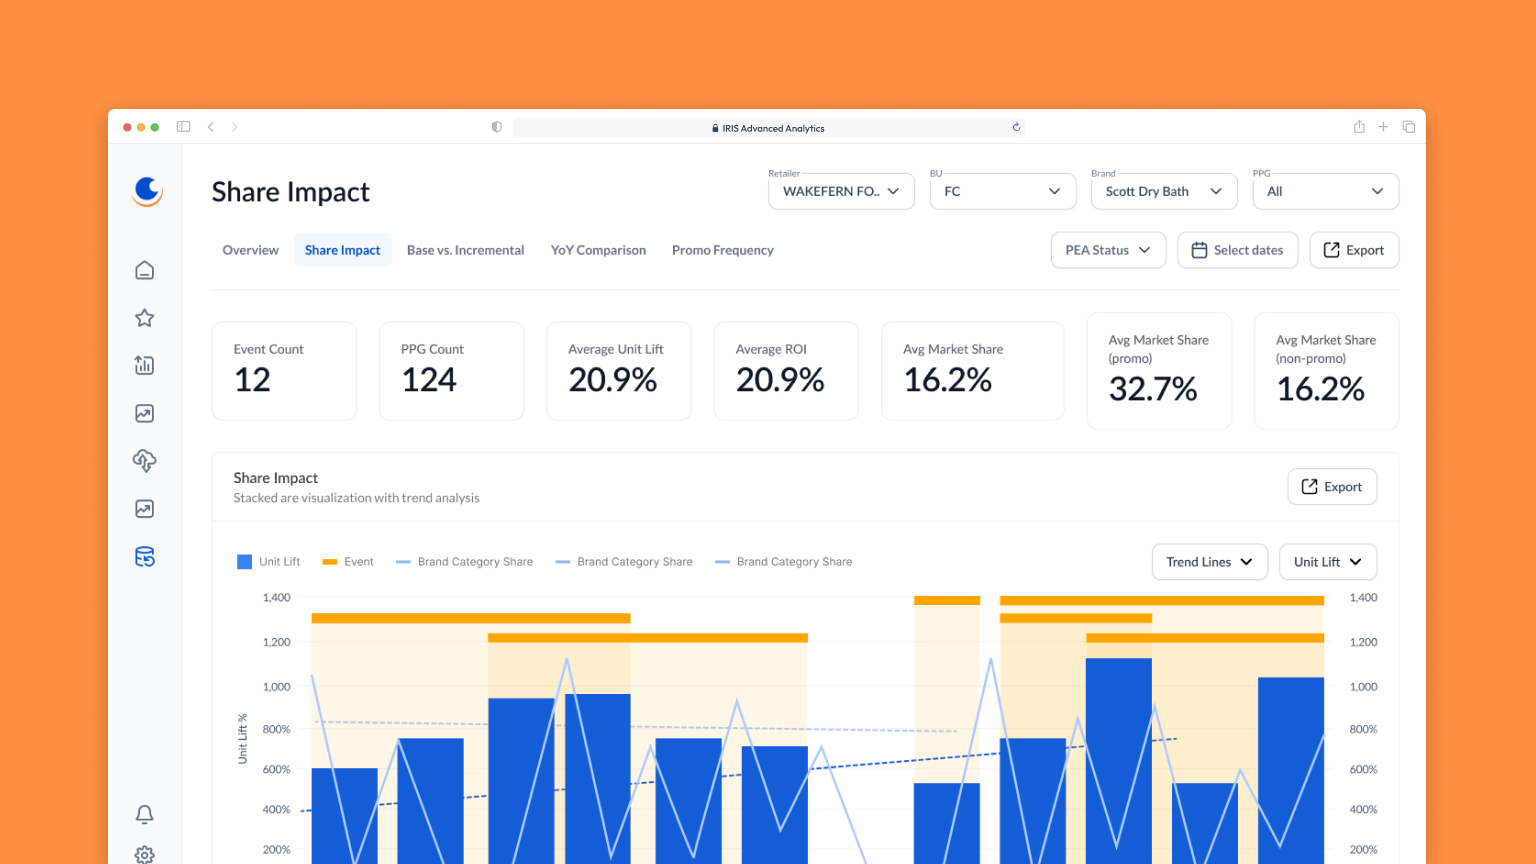 IRIS Advanced Analytics
Share Impact
Retailer
WAKEFERN FO..
BU
FC
Brand
Scott Dry Bath
PPG
All
Overview
Share Impact
Base vs. Incremental
YoY Comparison
Promo Frequency
PEA Status
Select dates
Export
Event Count
12
PPG Count
124
Average Unit Lift
20.9%
Average ROI
20.9%
Avg Market Share
16.2%
Avg Market Share
(promo)
32.7%
Avg Market Share
(non-promo)
16.2%
Share Impact
Stacked are visualization with trend analysis
Export
Unit Lift
Event
Brand Category Share
Brand Category Share
Brand Category Share
Trend Lines
Unit Lift
Unit Lift %
1,400
1,200
1,000
800%
600%
400%
200%
1,400
1,200
1,000
800%
600%
400%
200%